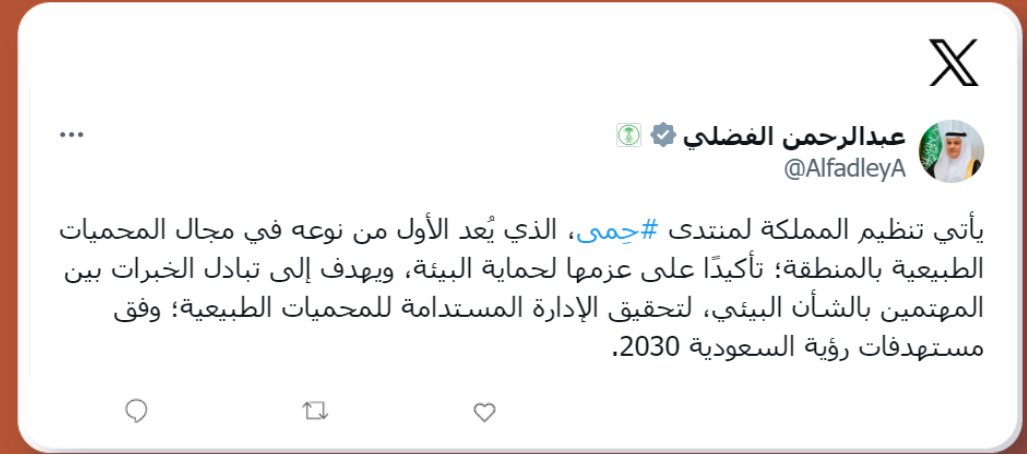 عبدالرحمن الفضلي
@AlfadleyA
يأتي تنظيم المملكة لمنتدى #حِمى، الذي يُعد الأول من نوعه في مجال المحميات
الطبيعية بالمنطقة؛ تأكيدًا على عزمها لحماية البيئة، ويهدف إلى تبادل الخبرات بين
المهتمين بالشأن البيئي، لتحقيق الإدارة المستدامة للمحميات الطبيعية؛ وفق
مستهدفات رؤية السعودية 2030.